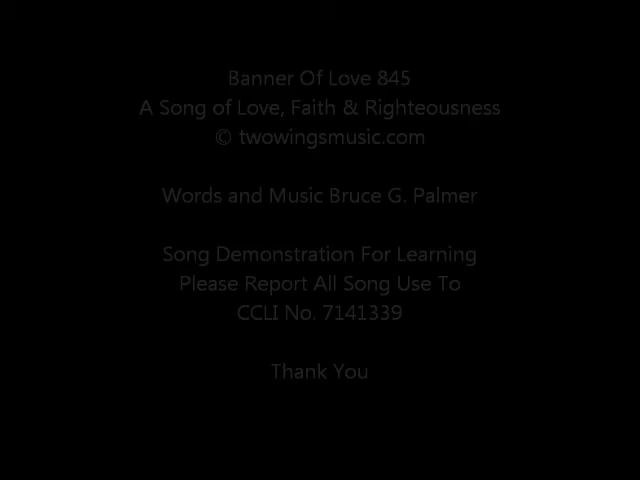 Banner Of Love 845
A Song of Love, Faith & Righteousness
© twowingsmusic.com
Words and Music Bruce G. Palmer
Song Demonstration For Learning
Please Report All Song Use To
CCLI No. 7141339
Thank You